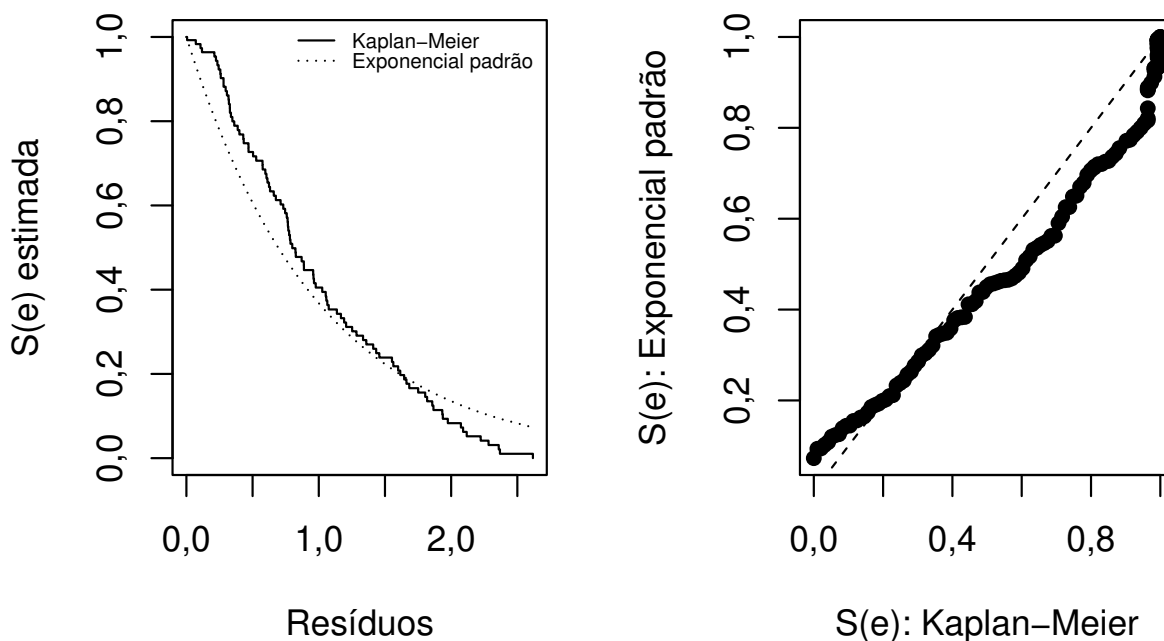 S(e) estimada
1,0
0,8
0,6
0,4
0,2
0,0
Kaplan−Meier
Exponencial padrão
0,0 1,0 2,0
Resíduos
S(e): Exponencial padrão
1,0
0,8
0,6
0,4
0,2
0,0 0,4 0,8
S(e): Kaplan−Meier